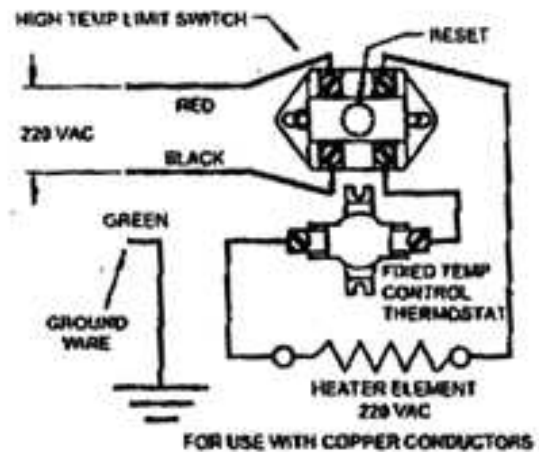 HIGH TEMP LIMIT SWITCH
RESET
RED
220 VAC
BLACK
GREEN
FIXED TEMP
CONTROL
THERMOSTAT
GROUND
WIRE
HEATER ELEMENT
220 VAC
FOR USE WITH COPPER CONDUCTORS